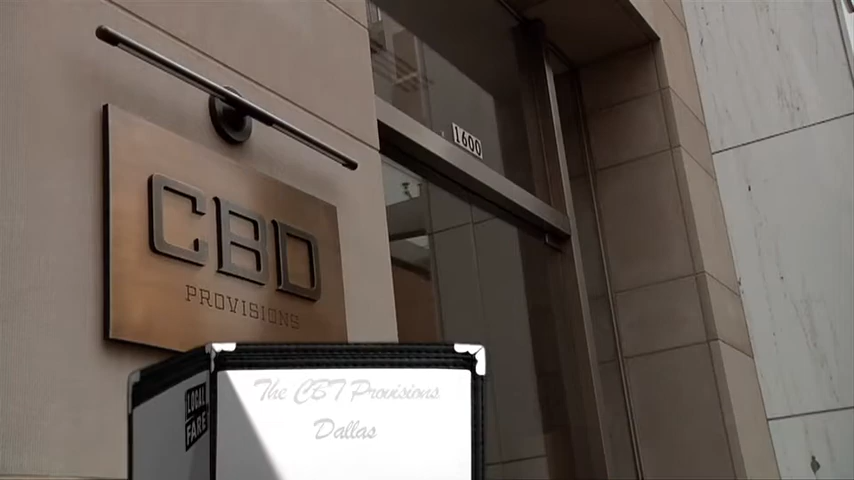 CBD
PROVISIONS
1600
LOCAL
FARE
The CBT Provisions
Dallas